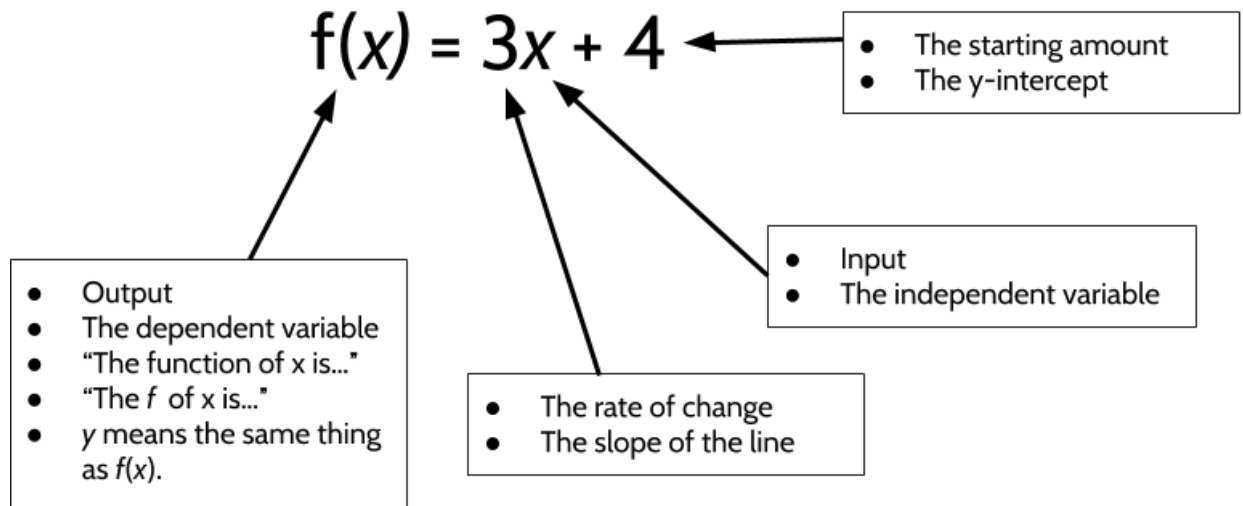 f(x) = 3x + 4
● The starting amount
● The y-intercept
● Input
● The independent variable
● Output
● The dependent variable
● “The function of x is...”
● “The f of x is...”
● y means the same thing
as f(x).
● The rate of change
● The slope of the line